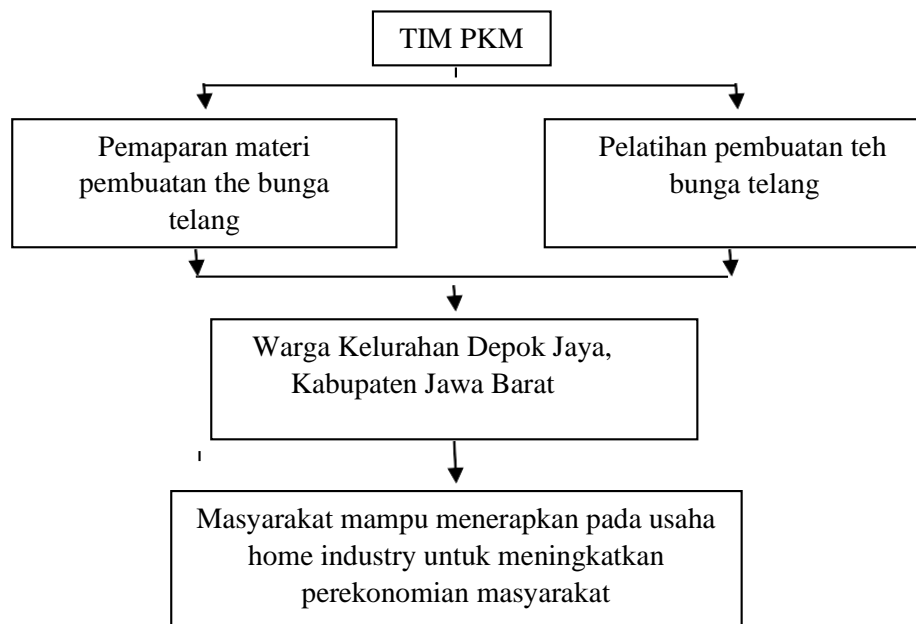 TIM PKM
Pemaparan materi
pembuatan the bunga
telang
Pelatihan pembuatan teh
bunga telang
Warga Kelurahan Depok Jaya,
Kabupaten Jawa Barat
Masyarakat mampu menerapkan pada usaha
home industry untuk meningkatkan
perekonomian masyarakat